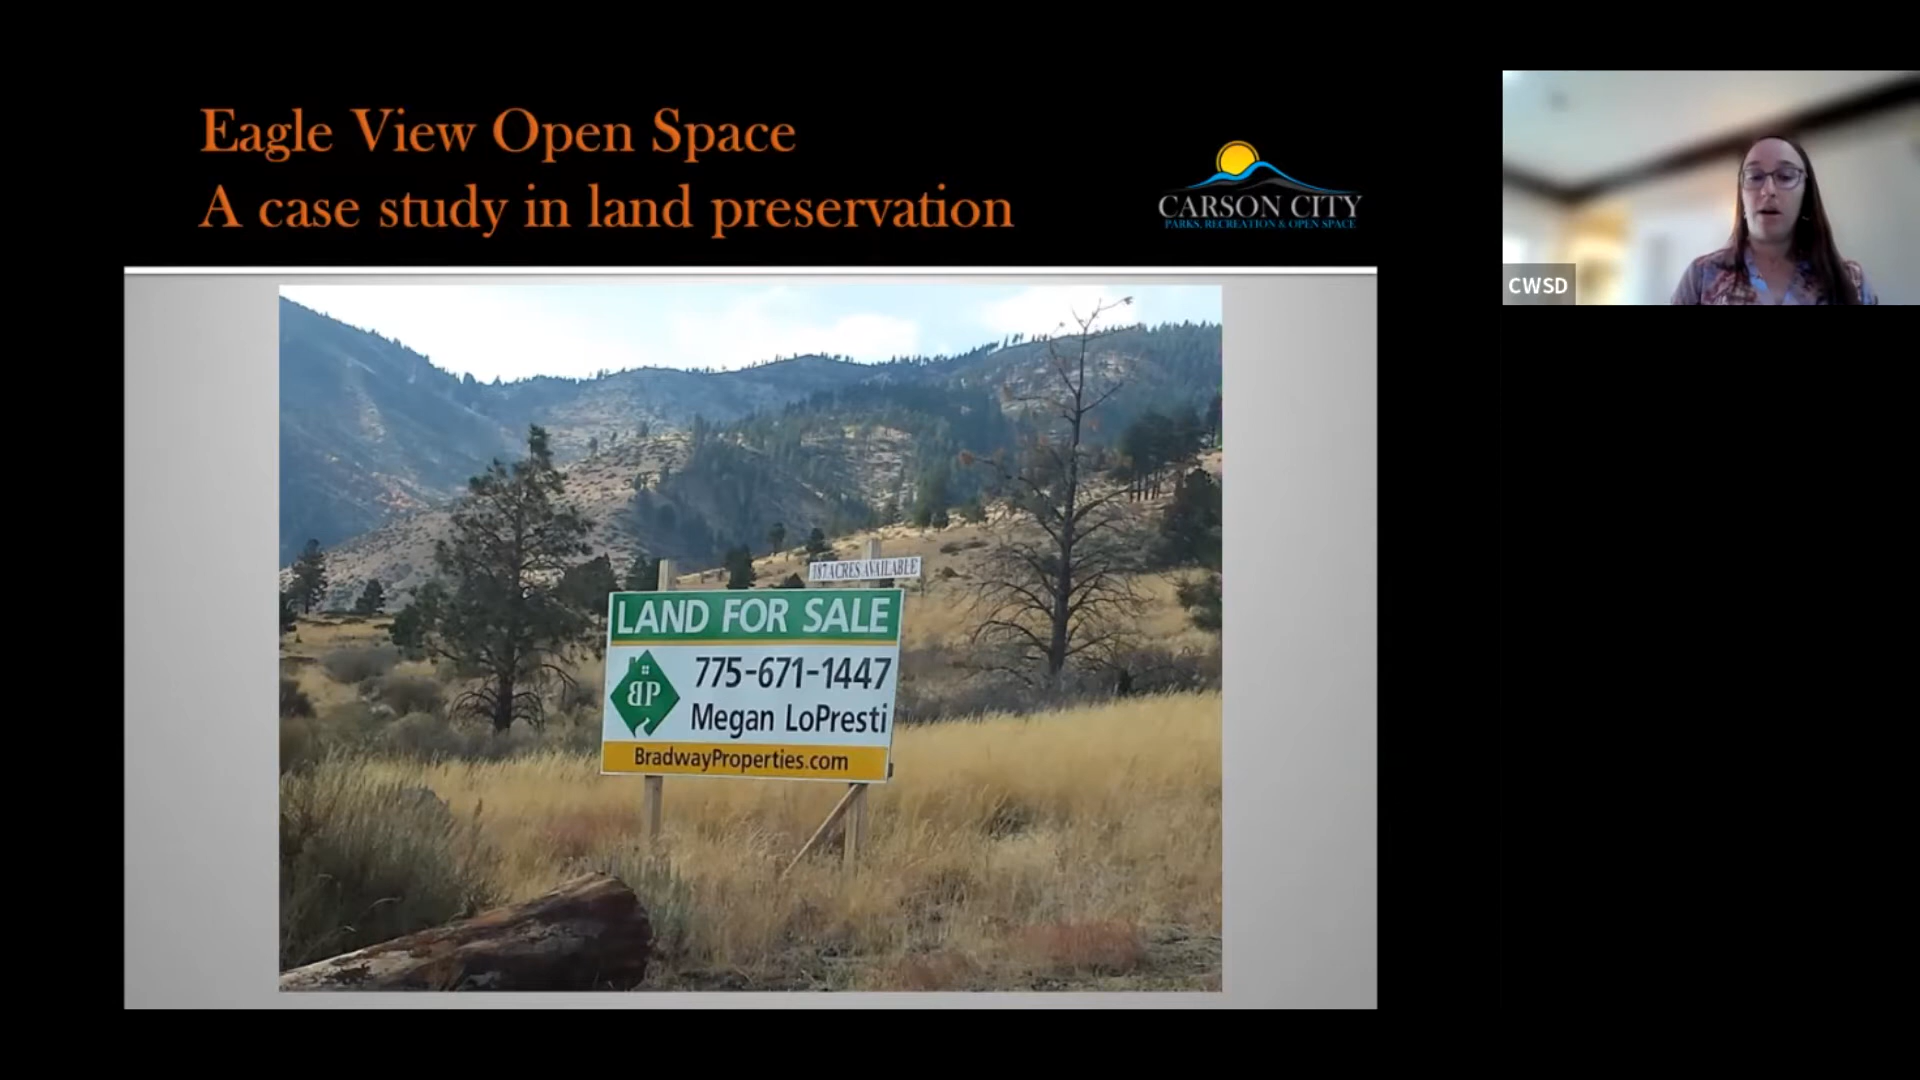 Eagle View Open Space
A case study in land preservation
CARSON CITY
PARKS, RECREATION & OPEN SPACE
CWSD
187 ACRES AVAILABLE
LAND FOR SALE
BP
775-671-1447
Megan LoPresti
BradwayProperties.com